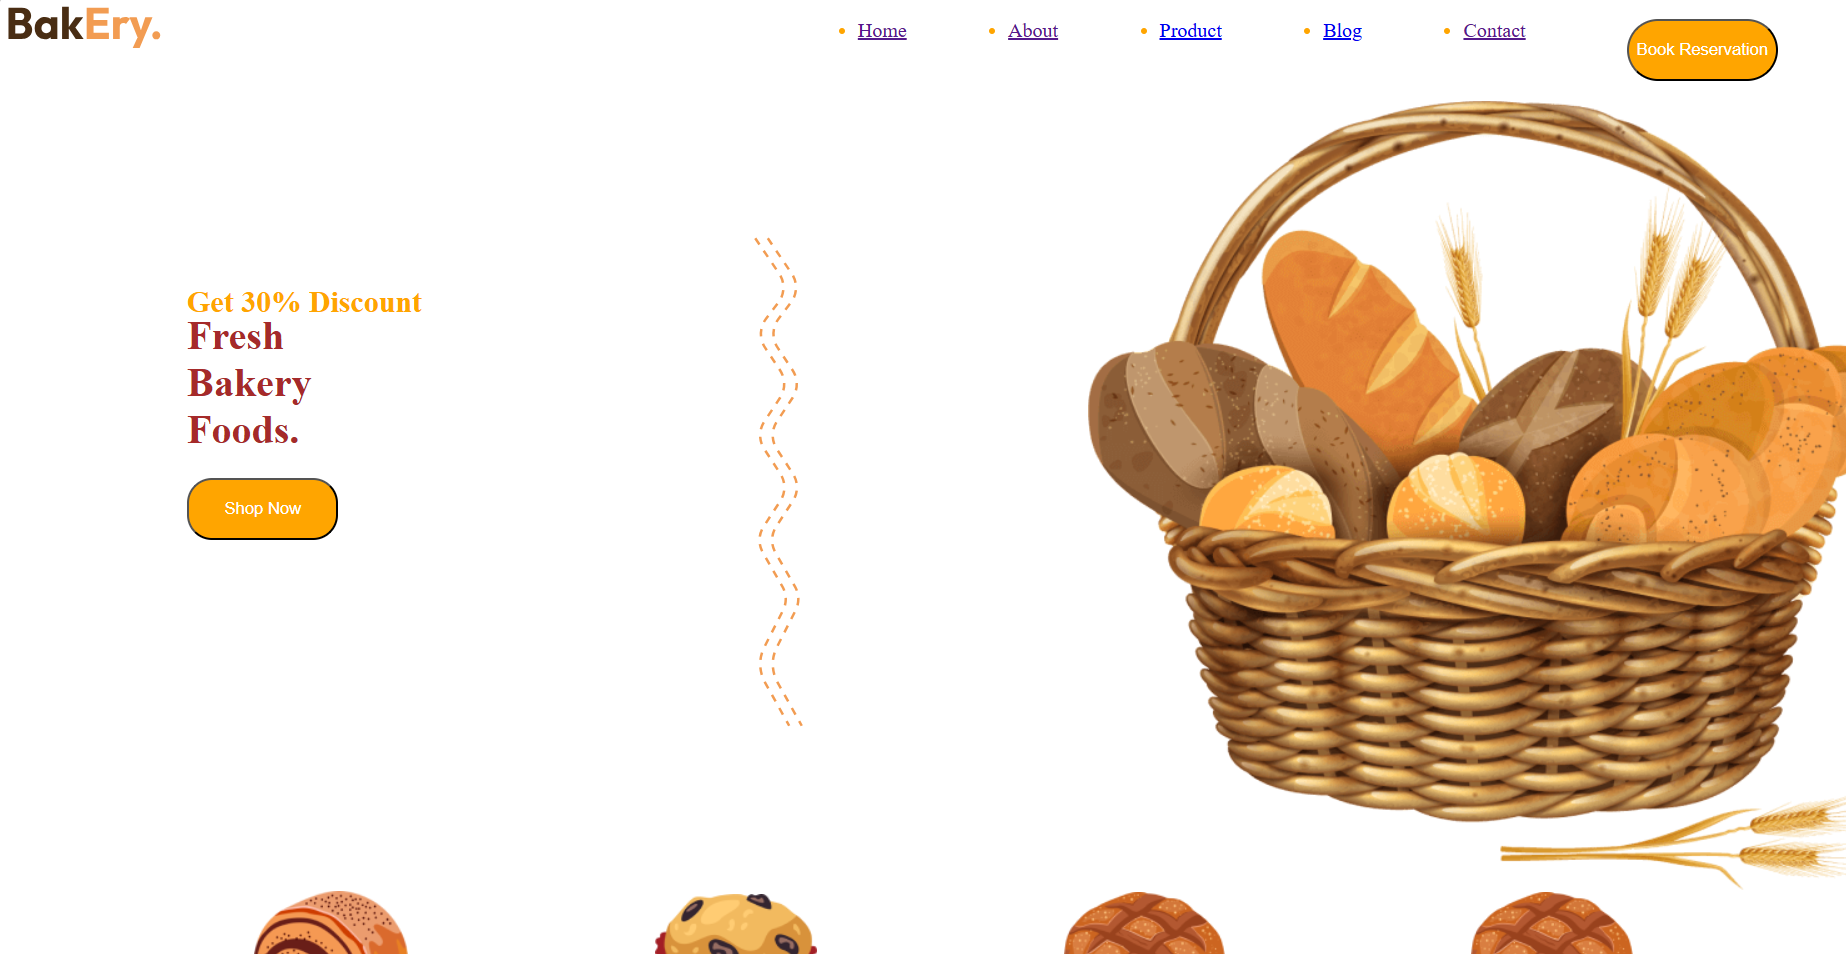 BakEry.
Home
About
Product
Blog
Contact
Book Reservation
Get 30% Discount
Fresh
Bakery
Foods.
Shop Now